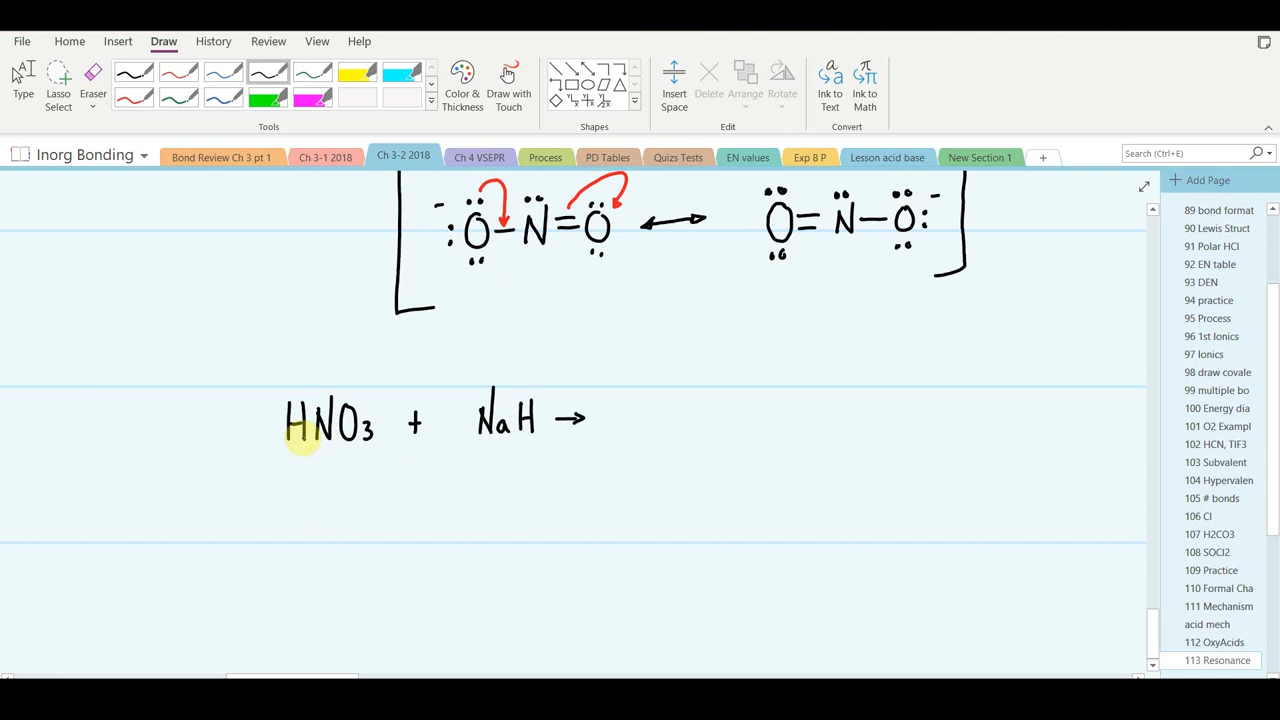 File Home Insert Draw History Review View Help
Type Lasso Select Eraser Color & Thickness Draw with Touch Insert Space Delete Arrange Rotate Ink to Text Ink to Math
Tools Shapes Edit Convert
Inorg Bonding Bond Review Ch 3 pt 1 Ch 3-1 2018 Ch 3-2 2018 Ch 4 VSEPR Process PD Tables Quizs Tests EN values Exp 8 P Lesson acid base New Section 1 Search (Ctrl+E)
Add Page
89 bond format
90 Lewis Struct
91 Polar HCl
92 EN table
93 DEN
94 practice
95 Process
96 1st Ionics
97 Ionics
98 draw covale
99 multiple bo
100 Energy dia
101 O2 Exampl
102 HCN, TIF3
103 Subvalent
104 Hypervalen
105 # bonds
106 CI
107 H2CO3
108 SOCl2
109 Practice
110 Formal Cha
111 Mechanism
acid mech
112 OxyAcids
113 Resonance
[ ⁻:O–N=O ↔ O=N–O:⁻ ]
HNO₃ + NaH →